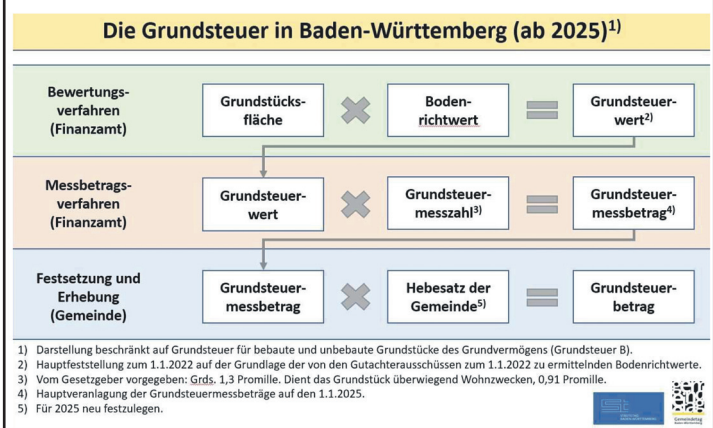 Die Grundsteuer in Baden-Württemberg (ab 2025)1)
Bewertungs-
verfahren
(Finanzamt)
Grundstücks-
fläche
Boden-
richtwert
Grundsteuer-
wert2)
Messbetrags-
verfahren
(Finanzamt)
Grundsteuer-
wert
Grundsteuer-
messzahl3)
Grundsteuer-
messbetrag4)
Festsetzung und
Erhebung
(Gemeinde)
Grundsteuer-
messbetrag
Hebesatz der
Gemeinde5)
Grundsteuer-
betrag
1) Darstellung beschränkt auf Grundsteuer für bebaute und unbebaute Grundstücke des Grundvermögens (Grundsteuer B).
2) Hauptfeststellung zum 1.1.2022 auf der Grundlage der von den Gutachterausschüssen zum 1.1.2022 zu ermittelnden Bodenrichtwerte.
3) Vom Gesetzgeber vorgegeben: Grds. 1,3 Promille. Dient das Grundstück überwiegend Wohnzwecken, 0,91 Promille.
4) Hauptveranlagung der Grundsteuermessbeträge auf den 1.1.2025.
5) Für 2025 neu festzulegen.
Gemeindetag
Baden-Württemberg